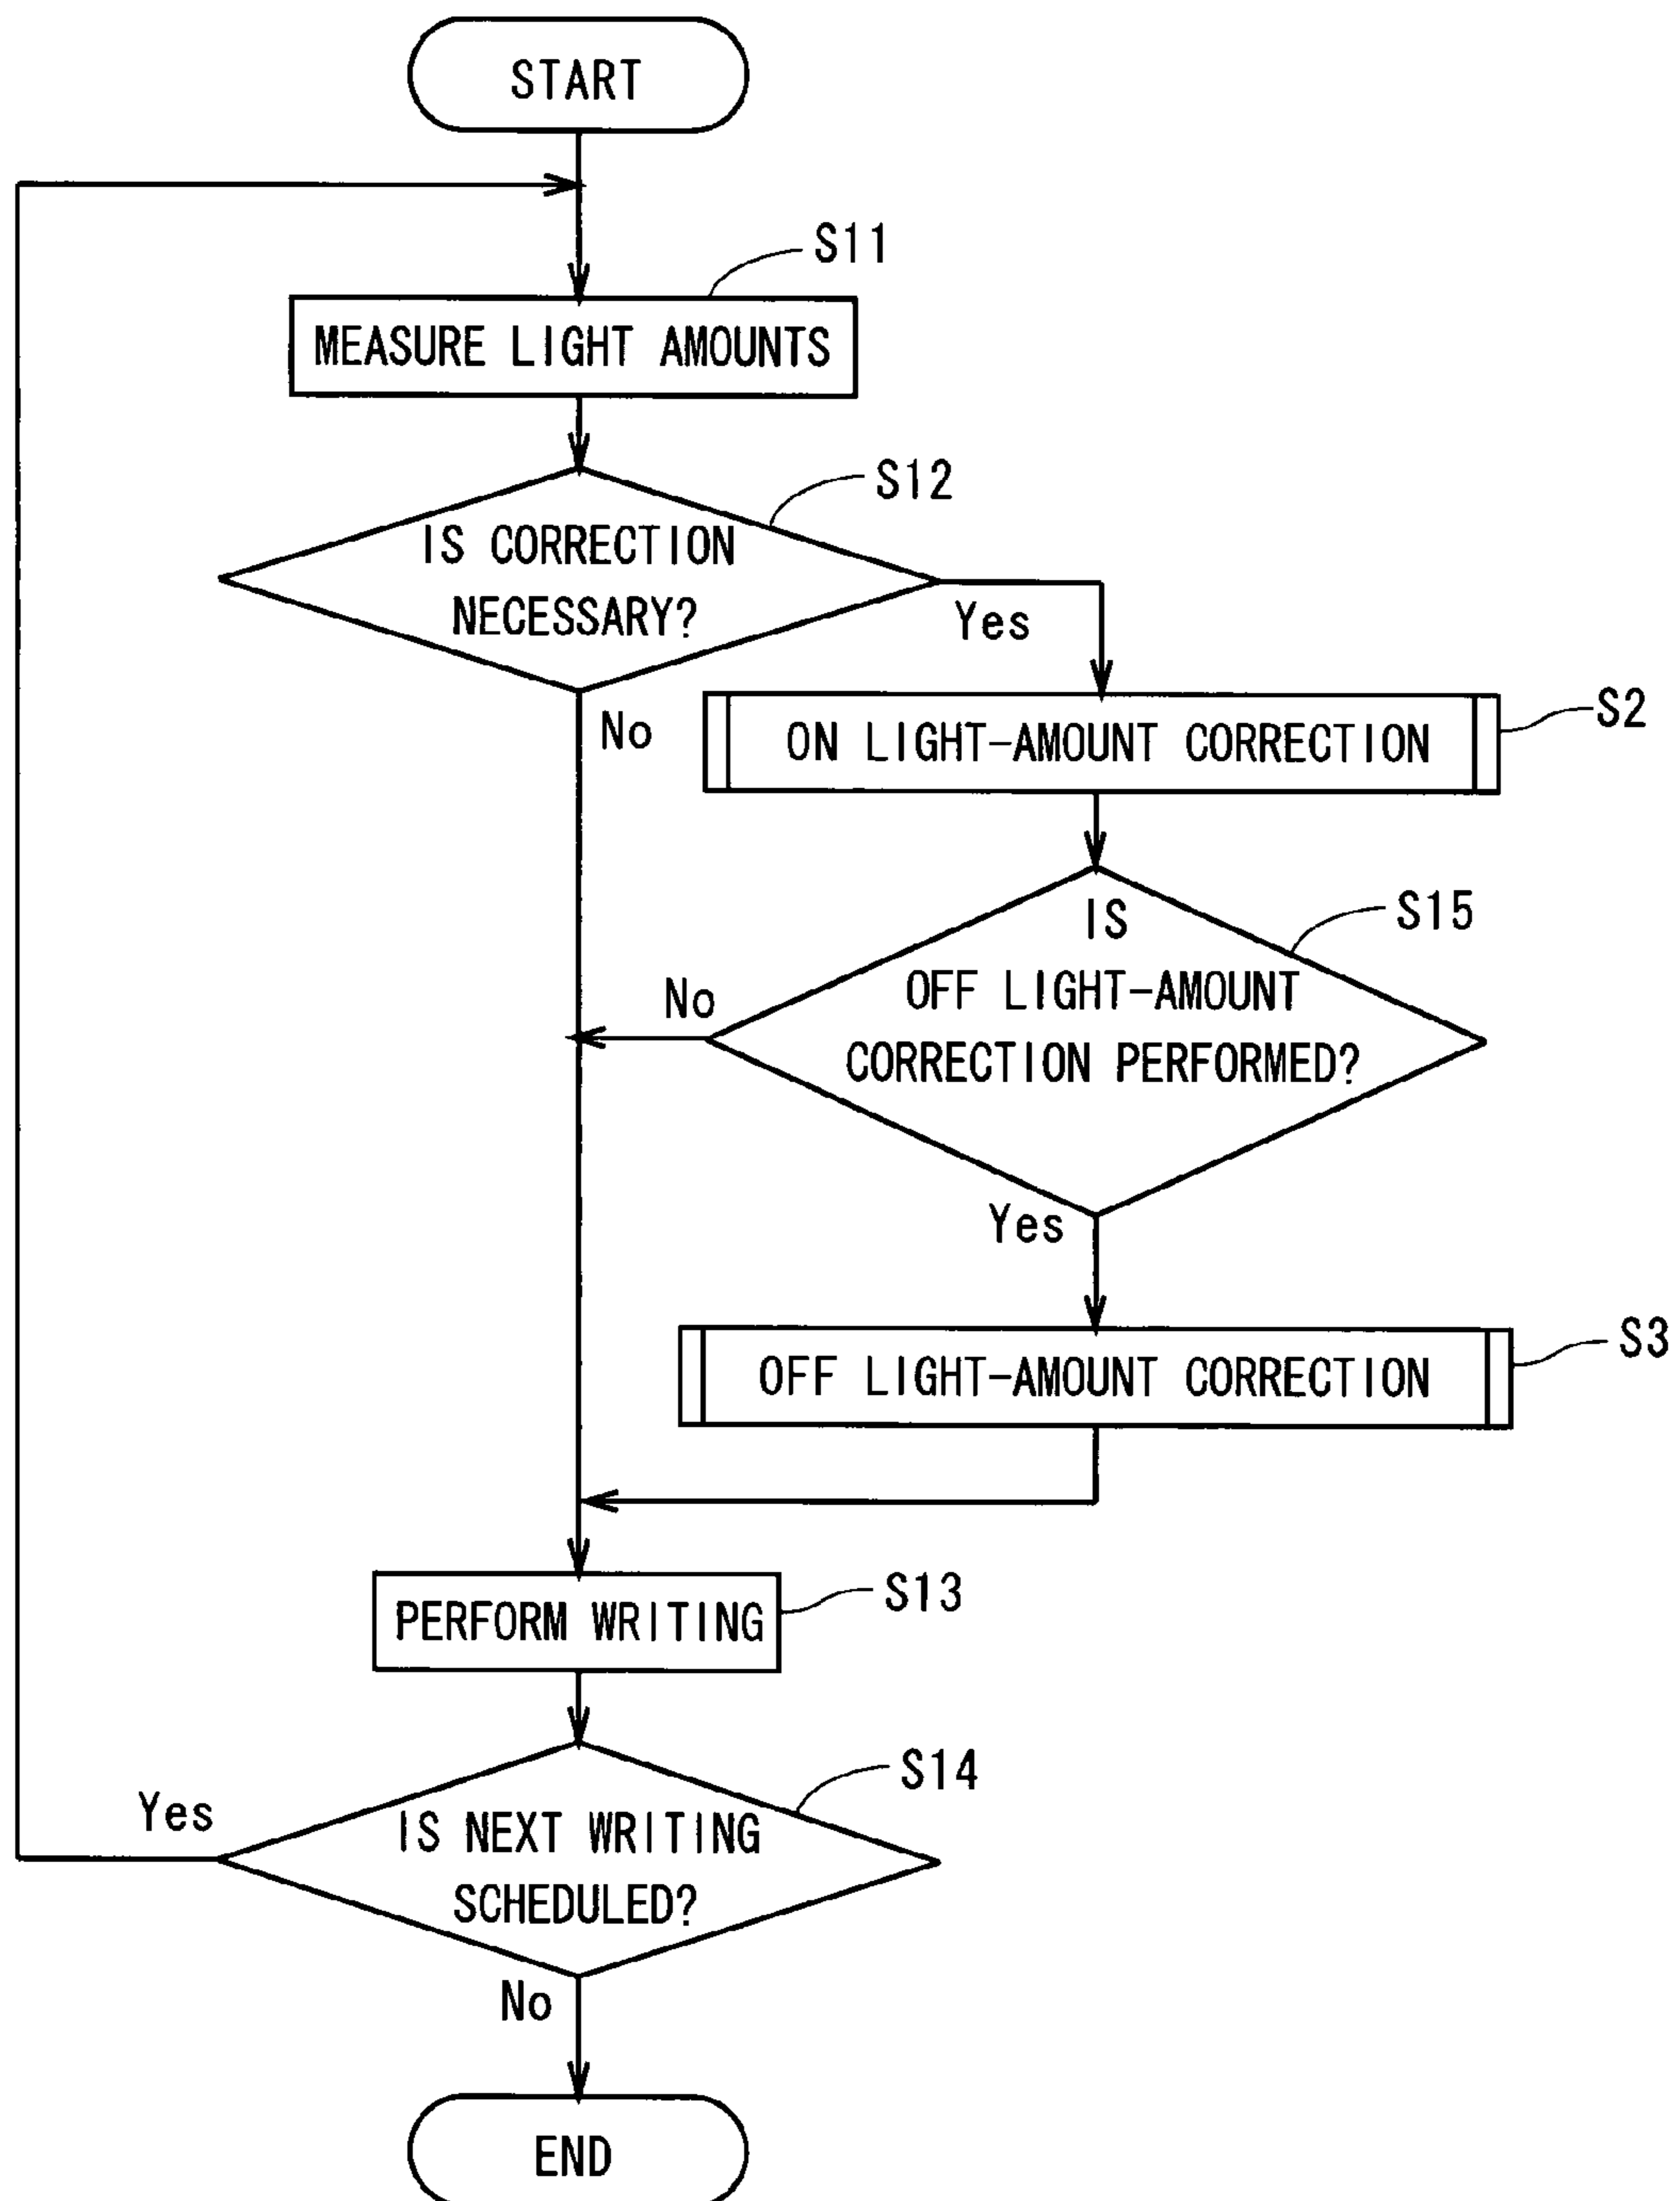 START
S11
MEASURE LIGHT AMOUNTS
S12
IS CORRECTION
NECESSARY?
Yes
No
S2
ON LIGHT-AMOUNT CORRECTION
S15
IS
OFF LIGHT-AMOUNT
CORRECTION PERFORMED?
No
Yes
S3
OFF LIGHT-AMOUNT CORRECTION
S13
PERFORM WRITING
S14
IS NEXT WRITING
SCHEDULED?
Yes
No
END